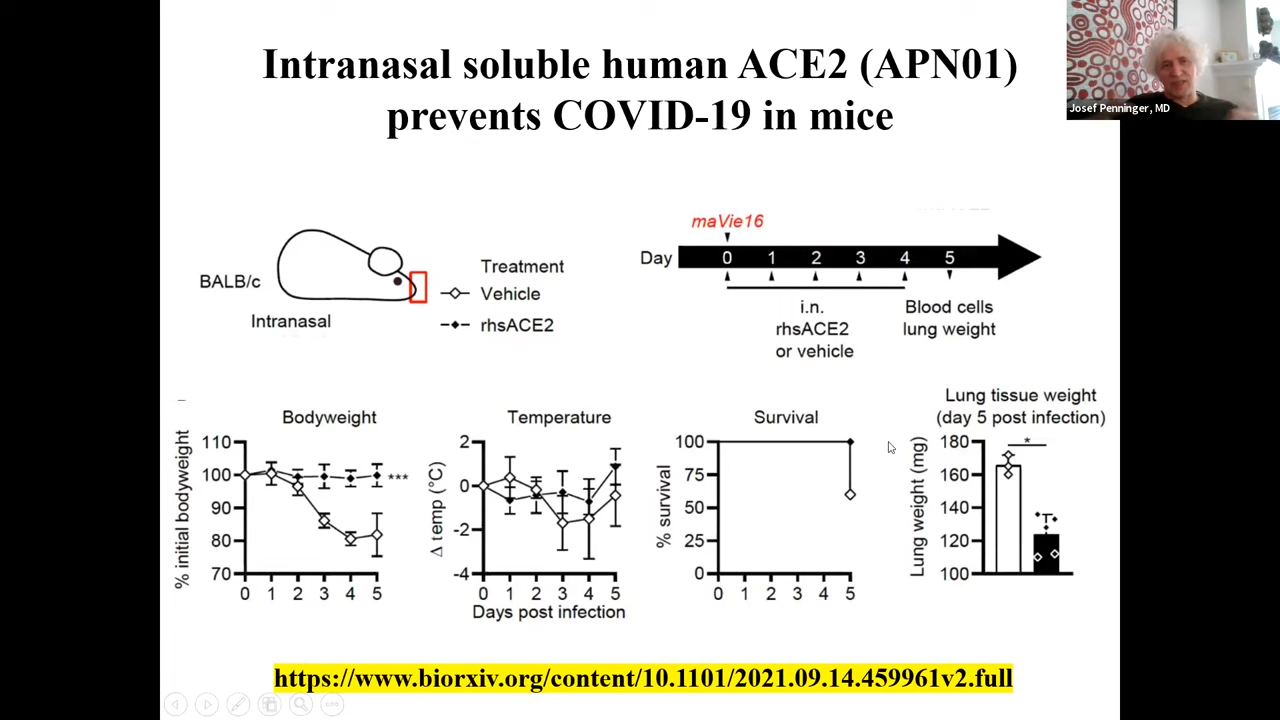 Intranasal soluble human ACE2 (APN01)
prevents COVID-19 in mice
Josef Penninger, MD
BALB/c
Intranasal
Treatment
Vehicle
rhsACE2
maVie16
Day 0 1 2 3 4 5
i.n.
rhsACE2
or vehicle
Blood cells
lung weight
Bodyweight
% initial bodyweight
110
100
90
80
70
0 1 2 3 4 5
***
Temperature
Δ temp (°C)
2
0
-2
-4
0 1 2 3 4 5
Days post infection
Survival
% survival
100
75
50
25
0
0 1 2 3 4 5
Lung tissue weight
(day 5 post infection)
Lung weight (mg)
180
160
140
120
100
*
https://www.biorxiv.org/content/10.1101/2021.09.14.459961v2.full